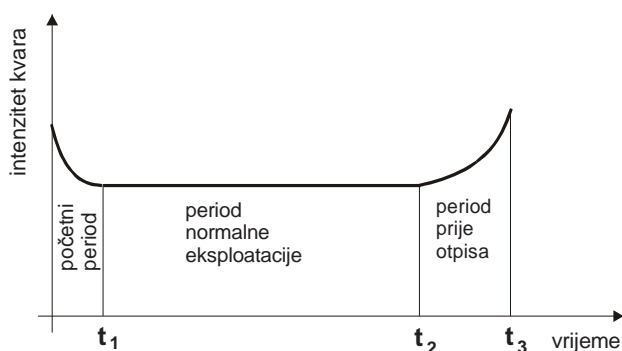 intenzitet kvara
početni
period
period
normalne
eksploatacije
period
prije
otpisa
t1
t2
t3
vrijeme